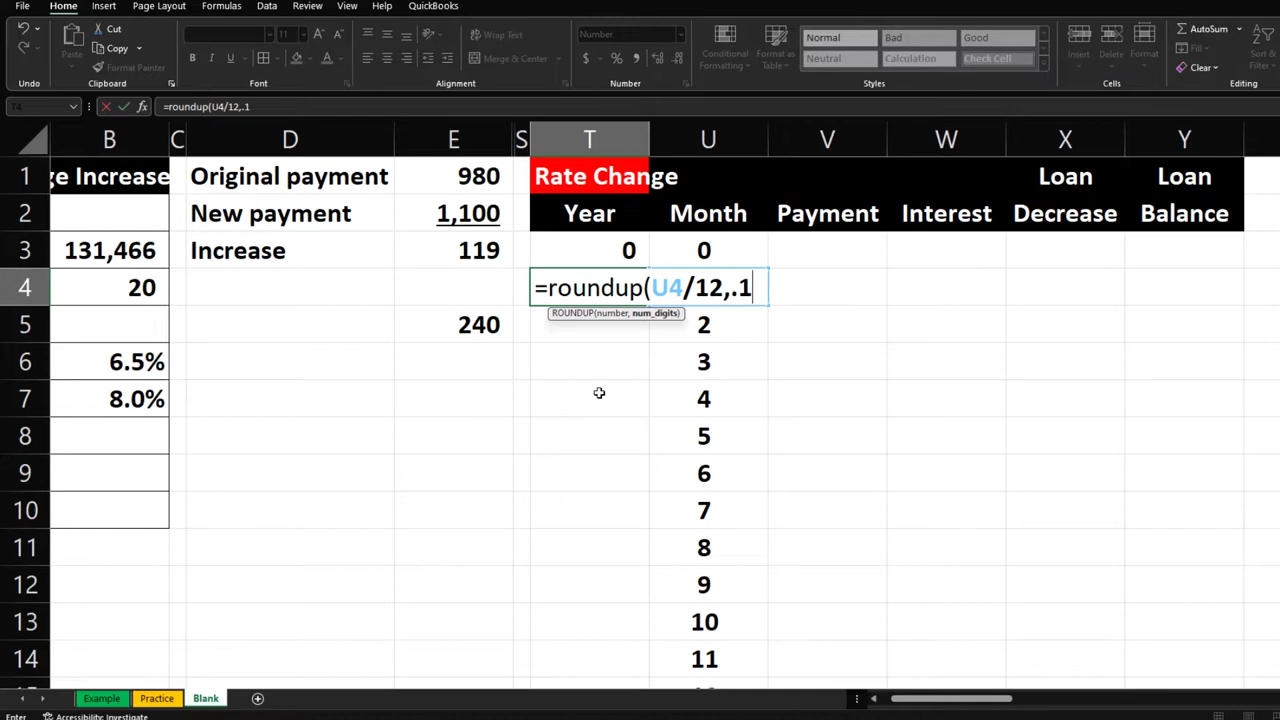 File Home Insert Page Layout Formulas Data Review View Help QuickBooks
Cut
Copy
Paste
Format Painter
11
Wrap Text
Merge & Center
Number
Conditional Formatting
Format as Table
Normal Bad Good
Neutral Calculation Check Cell
Insert Delete Format
AutoSum
Fill
Clear
Sort
Filter
Undo Clipboard Font Alignment Number Styles Cells Editing
T4 =roundup(U4/12,.1
B C D E S T U V W X Y
1 ge Increase Original payment 980 Rate Change Loan Loan
2 New payment 1,100 Year Month Payment Interest Decrease Balance
3 131,466 Increase 119 0 0
4 20 =roundup(U4/12,.1
ROUNDUP(number, num_digits)
5 240 2
6 6.5% 3
7 8.0% 4
8 5
9 6
10 7
11 8
12 9
13 10
14 11
Example Practice Blank
Enter Accessibility: Investigate